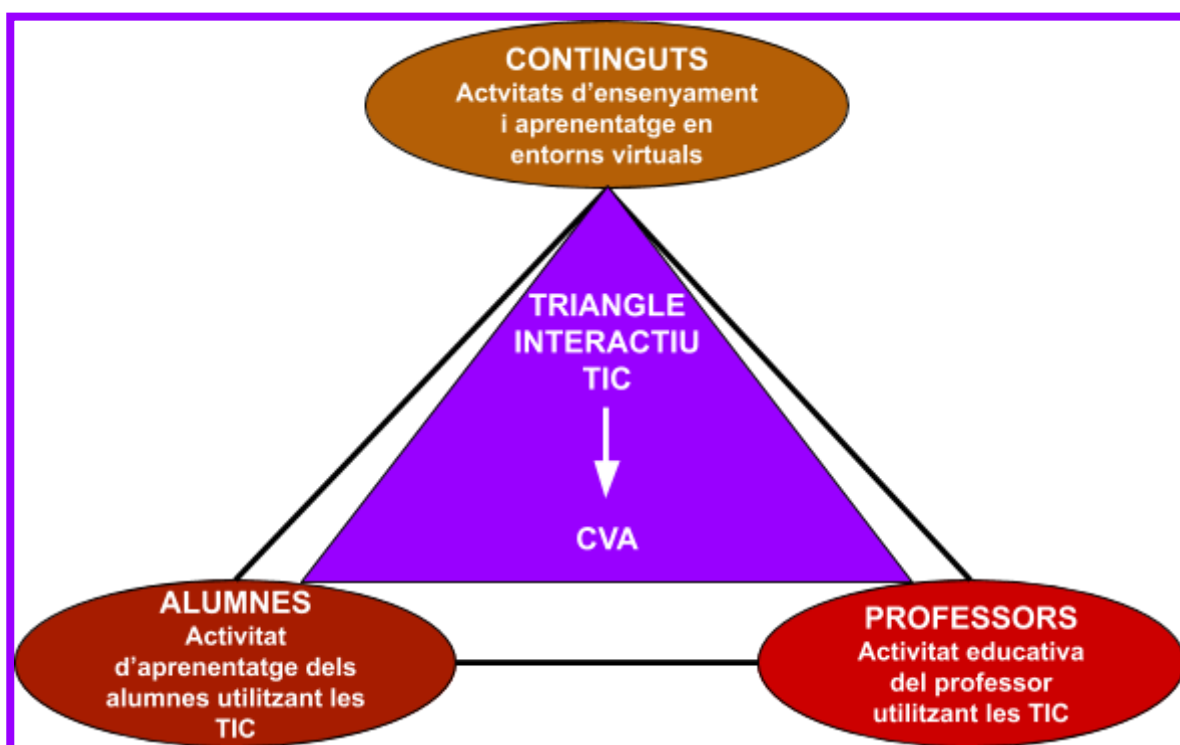 CONTINGUTS
Actvitats d'ensenyament
i aprenentatge en
entorns virtuals
TRIANGLE
INTERACTIU
TIC
CVA
ALUMNES
Activitat
d'aprenentatge dels
alumnes utilitzant les
TIC
PROFESSORS
Activitat educativa
del professor
utilitzant les TIC